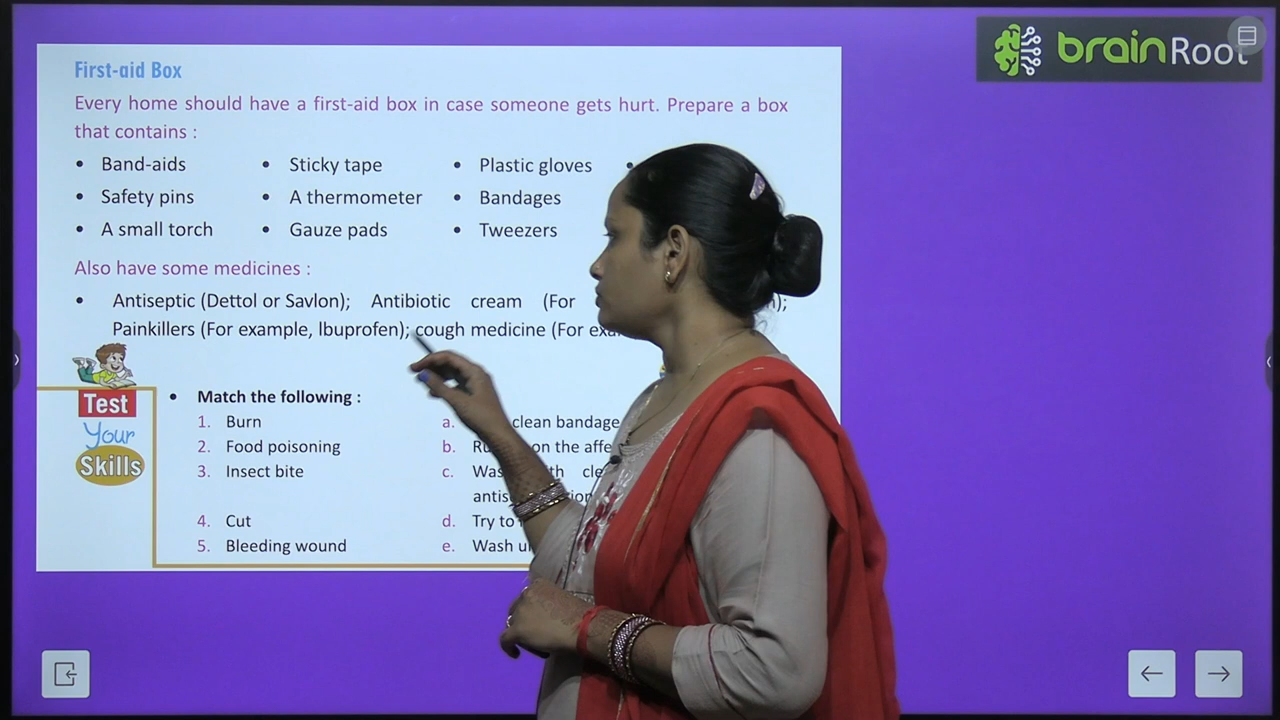 brainRoot
First-aid Box
Every home should have a first-aid box in case someone gets hurt. Prepare a box
that contains :
• Band-aids • Sticky tape • Plastic gloves •
• Safety pins • A thermometer • Bandages
• A small torch • Gauze pads • Tweezers
Also have some medicines :
• Antiseptic (Dettol or Savlon); Antibiotic cream (For
Painkillers (For example, Ibuprofen); cough medicine (For
Test
Your
Skills
• Match the following :
1. Burn a. clean bandage
2. Food poisoning b. on the
3. Insect bite c.
4. Cut d. Try to
5. Bleeding wound e. Wash